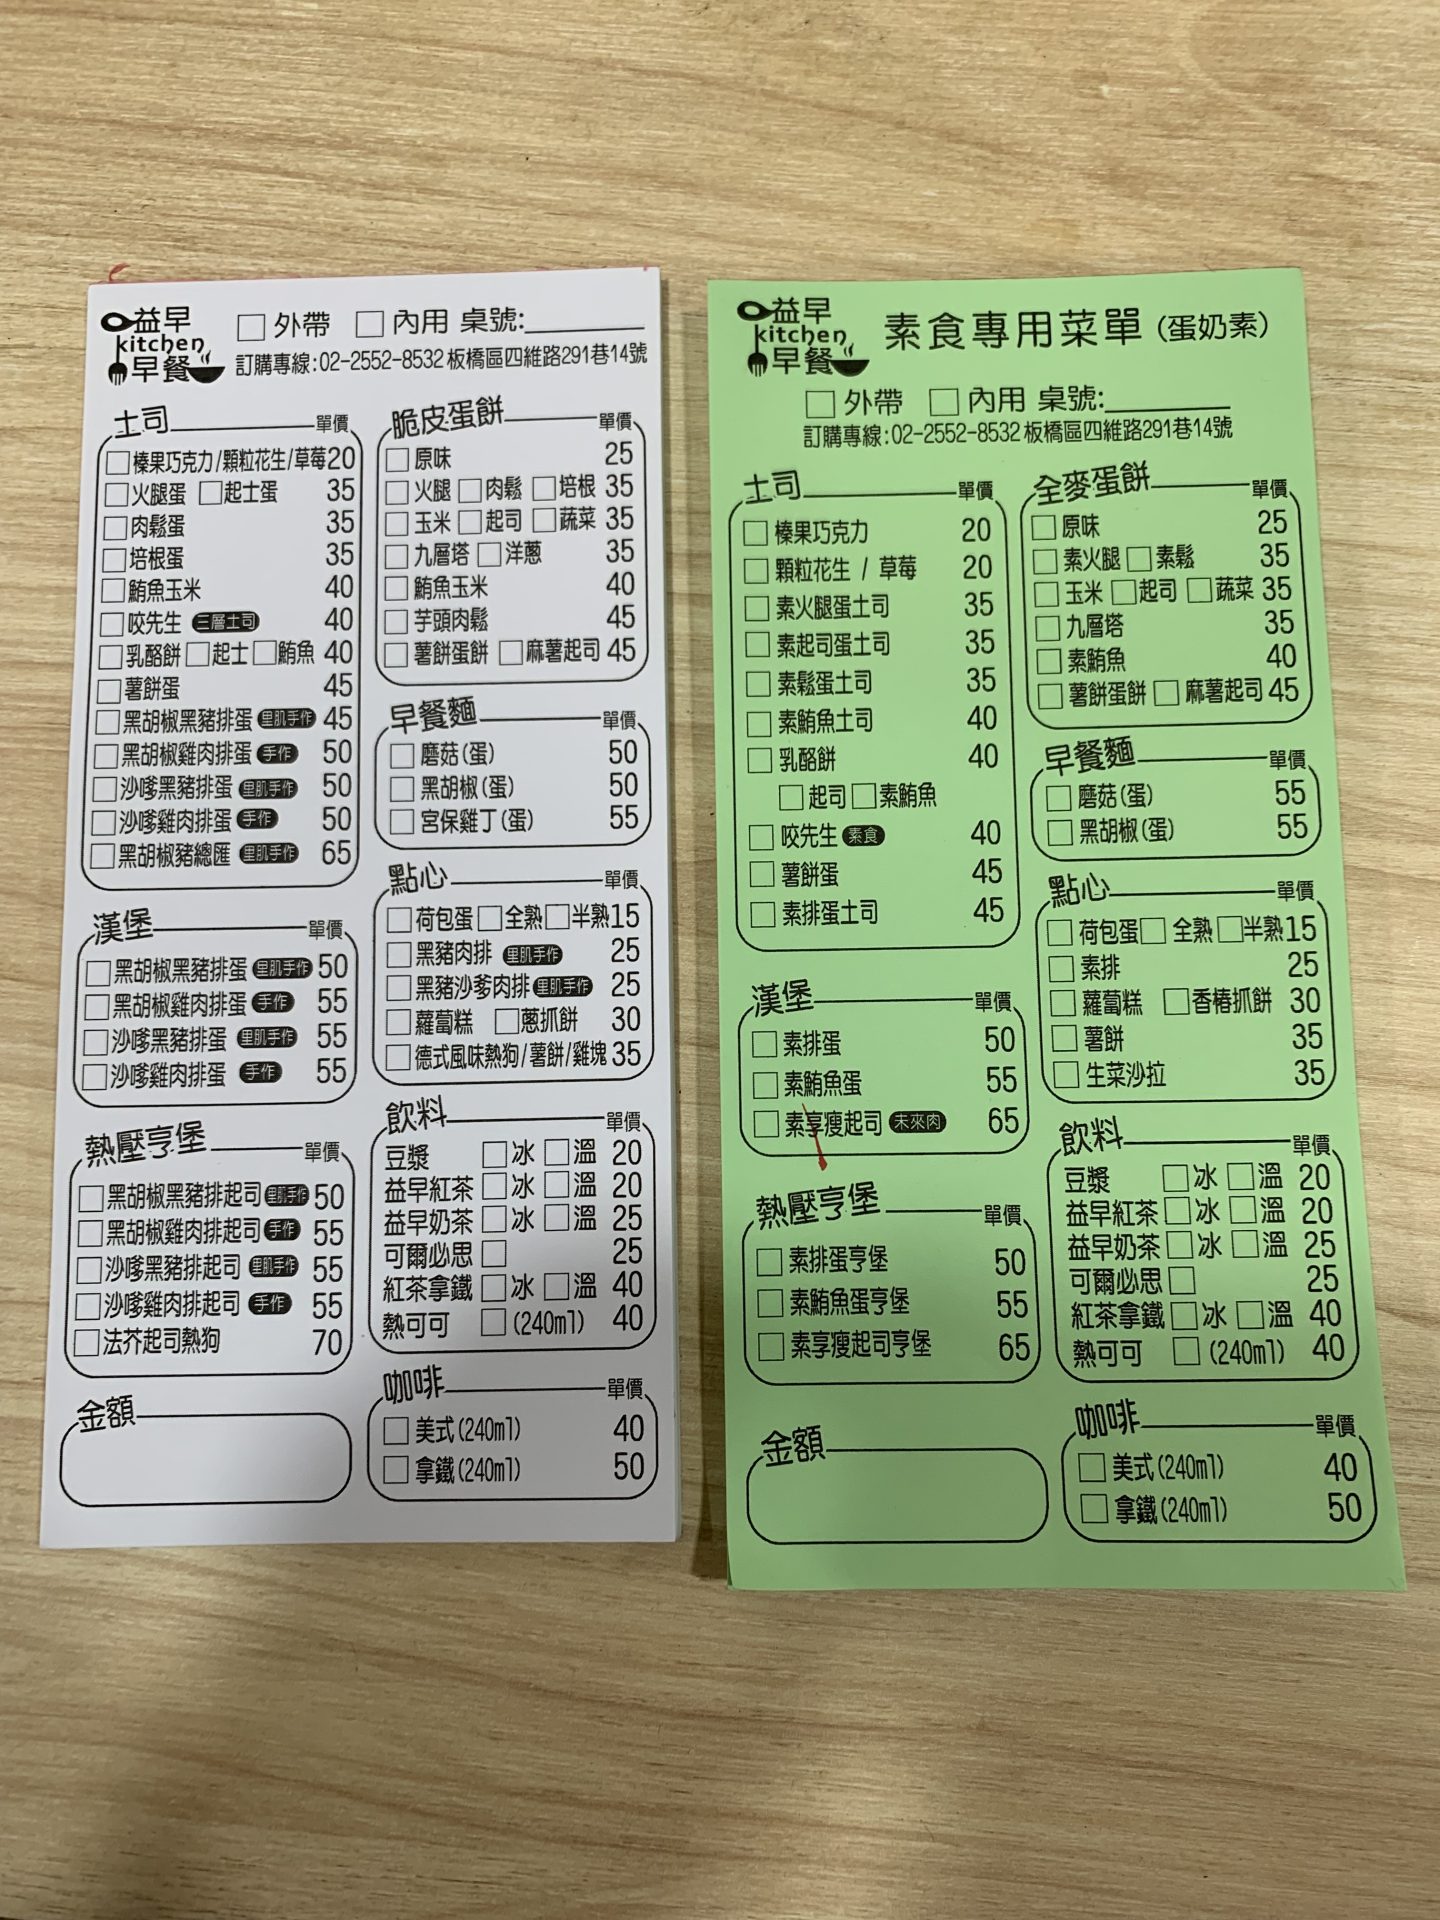 益早
kitchen
早餐
外帶 內用 桌號:
訂購專線:02-2552-8532 板橋區四維路291巷14號
土司 單價
榛果巧克力/顆粒花生/草莓20
火腿蛋 起士蛋 35
肉鬆蛋 35
培根蛋 35
鮪魚玉米 40
咬先生 三層土司 40
乳酪餅 起士 鮪魚 40
薯餅蛋 45
黑胡椒黑豬排蛋 里肌手作 45
黑胡椒雞肉排蛋 手作 50
沙嗲黑豬排蛋 里肌手作 50
沙嗲雞肉排蛋 手作 50
黑胡椒豬總匯 里肌手作 65
漢堡 單價
黑胡椒黑豬排蛋 里肌手作 50
黑胡椒雞肉排蛋 手作 55
沙嗲黑豬排蛋 里肌手作 55
沙嗲雞肉排蛋 手作 55
熱壓亨堡 單價
黑胡椒黑豬排起司 里肌手作 50
黑胡椒雞肉排起司 手作 55
沙嗲黑豬排起司 里肌手作 55
沙嗲雞肉排起司 手作 55
法芥起司熱狗 70
金額
脆皮蛋餅 單價
原味 25
火腿 肉鬆 培根 35
玉米 起司 蔬菜 35
九層塔 洋蔥 35
鮪魚玉米 40
芋頭肉鬆 45
薯餅蛋餅 麻薯起司 45
早餐麵 單價
磨菇(蛋) 50
黑胡椒(蛋) 50
宮保雞丁(蛋) 55
點心 單價
荷包蛋 全熟 半熟15
黑豬肉排 里肌手作 25
黑豬沙爹肉排 里肌手作 25
蘿蔔糕 蔥抓餅 30
德式風味熱狗/薯餅/雞塊 35
飲料 單價
豆漿 冰 溫 20
益早紅茶 冰 溫 20
益早奶茶 冰 溫 25
可爾必思 25
紅茶拿鐵 冰 溫 40
熱可可 (240ml) 40
咖啡 單價
美式(240ml) 40
拿鐵(240ml) 50
益早
kitchen
早餐
素食專用菜單(蛋奶素)
外帶 內用 桌號:
訂購專線:02-2552-8532 板橋區四維路291巷14號
土司 單價
榛果巧克力 20
顆粒花生 / 草莓 20
素火腿蛋土司 35
素起司蛋土司 35
素鬆蛋土司 35
素鮪魚土司 40
乳酪餅 40
起司 素鮪魚
咬先生 素食 40
薯餅蛋 45
素排蛋土司 45
漢堡 單價
素排蛋 50
素鮪魚蛋 55
素享瘦起司 未來肉 65
熱壓亨堡 單價
素排蛋亨堡 50
素鮪魚蛋亨堡 55
素享瘦起司亨堡 65
金額
全麥蛋餅 單價
原味 25
素火腿 素鬆 35
玉米 起司 蔬菜 35
九層塔 35
素鮪魚 40
薯餅蛋餅 麻薯起司 45
早餐麵 單價
磨菇(蛋) 55
黑胡椒(蛋) 55
點心 單價
荷包蛋 全熟 半熟15
素排 25
蘿蔔糕 香椿抓餅 30
薯餅 35
生菜沙拉 35
飲料 單價
豆漿 冰 溫 20
益早紅茶 冰 溫 20
益早奶茶 冰 溫 25
可爾必思 25
紅茶拿鐵 冰 溫 40
熱可可 (240ml) 40
咖啡 單價
美式(240ml) 40
拿鐵(240ml) 50